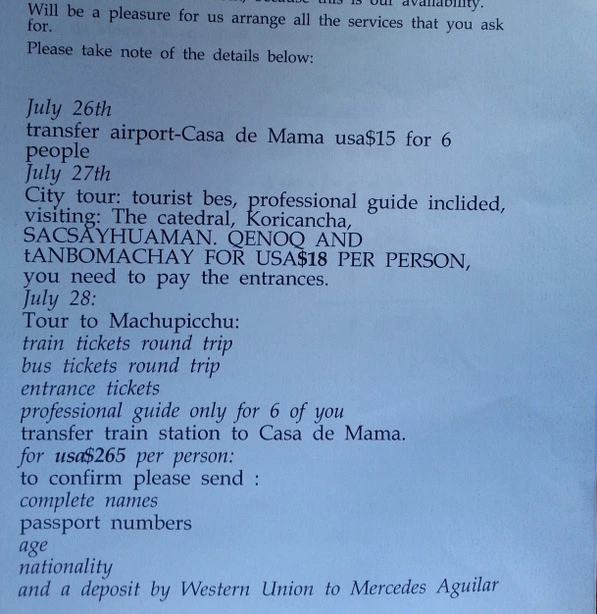 because this is our availability.
Will be a pleasure for us arrange all the services that you ask
for.
Please take note of the details below:
July 26th
transfer airport-Casa de Mama usa$15 for 6
people
July 27th
City tour: tourist bes, professional guide inclided,
visiting: The catedral, Koricancha,
SACSAYHUAMAN. QENOQ AND
tANBOMACHAY FOR USA$18 PER PERSON,
you need to pay the entrances.
July 28:
Tour to Machupicchu:
train tickets round trip
bus tickets round trip
entrance tickets
professional guide only for 6 of you
transfer train station to Casa de Mama.
for usa$265 per person:
to confirm please send :
complete names
passport numbers
age
nationality
and a deposit by Western Union to Mercedes Aguilar